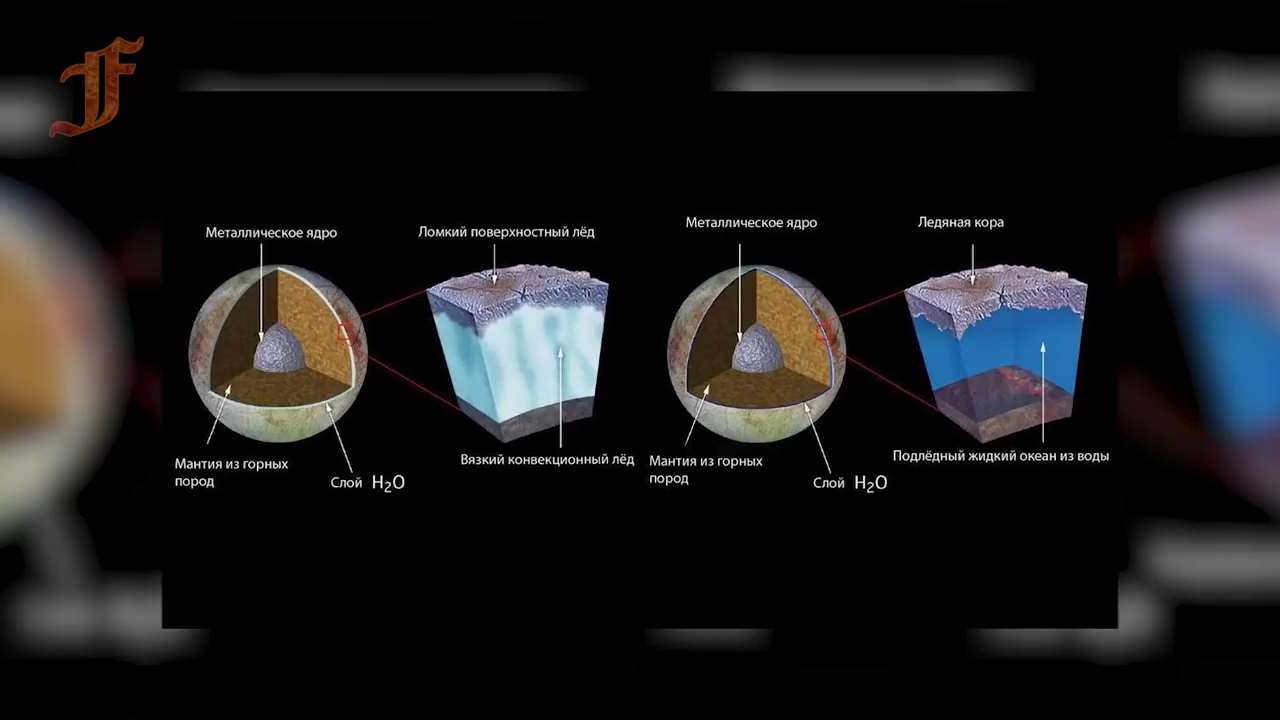 Металлическое ядро
Ломкий поверхностный лёд
Мантия из горных
пород
Слой H₂O
Вязкий конвекционный лёд
Металлическое ядро
Ледяная кора
Мантия из горных
пород
Слой H₂O
Подлёдный жидкий океан из воды